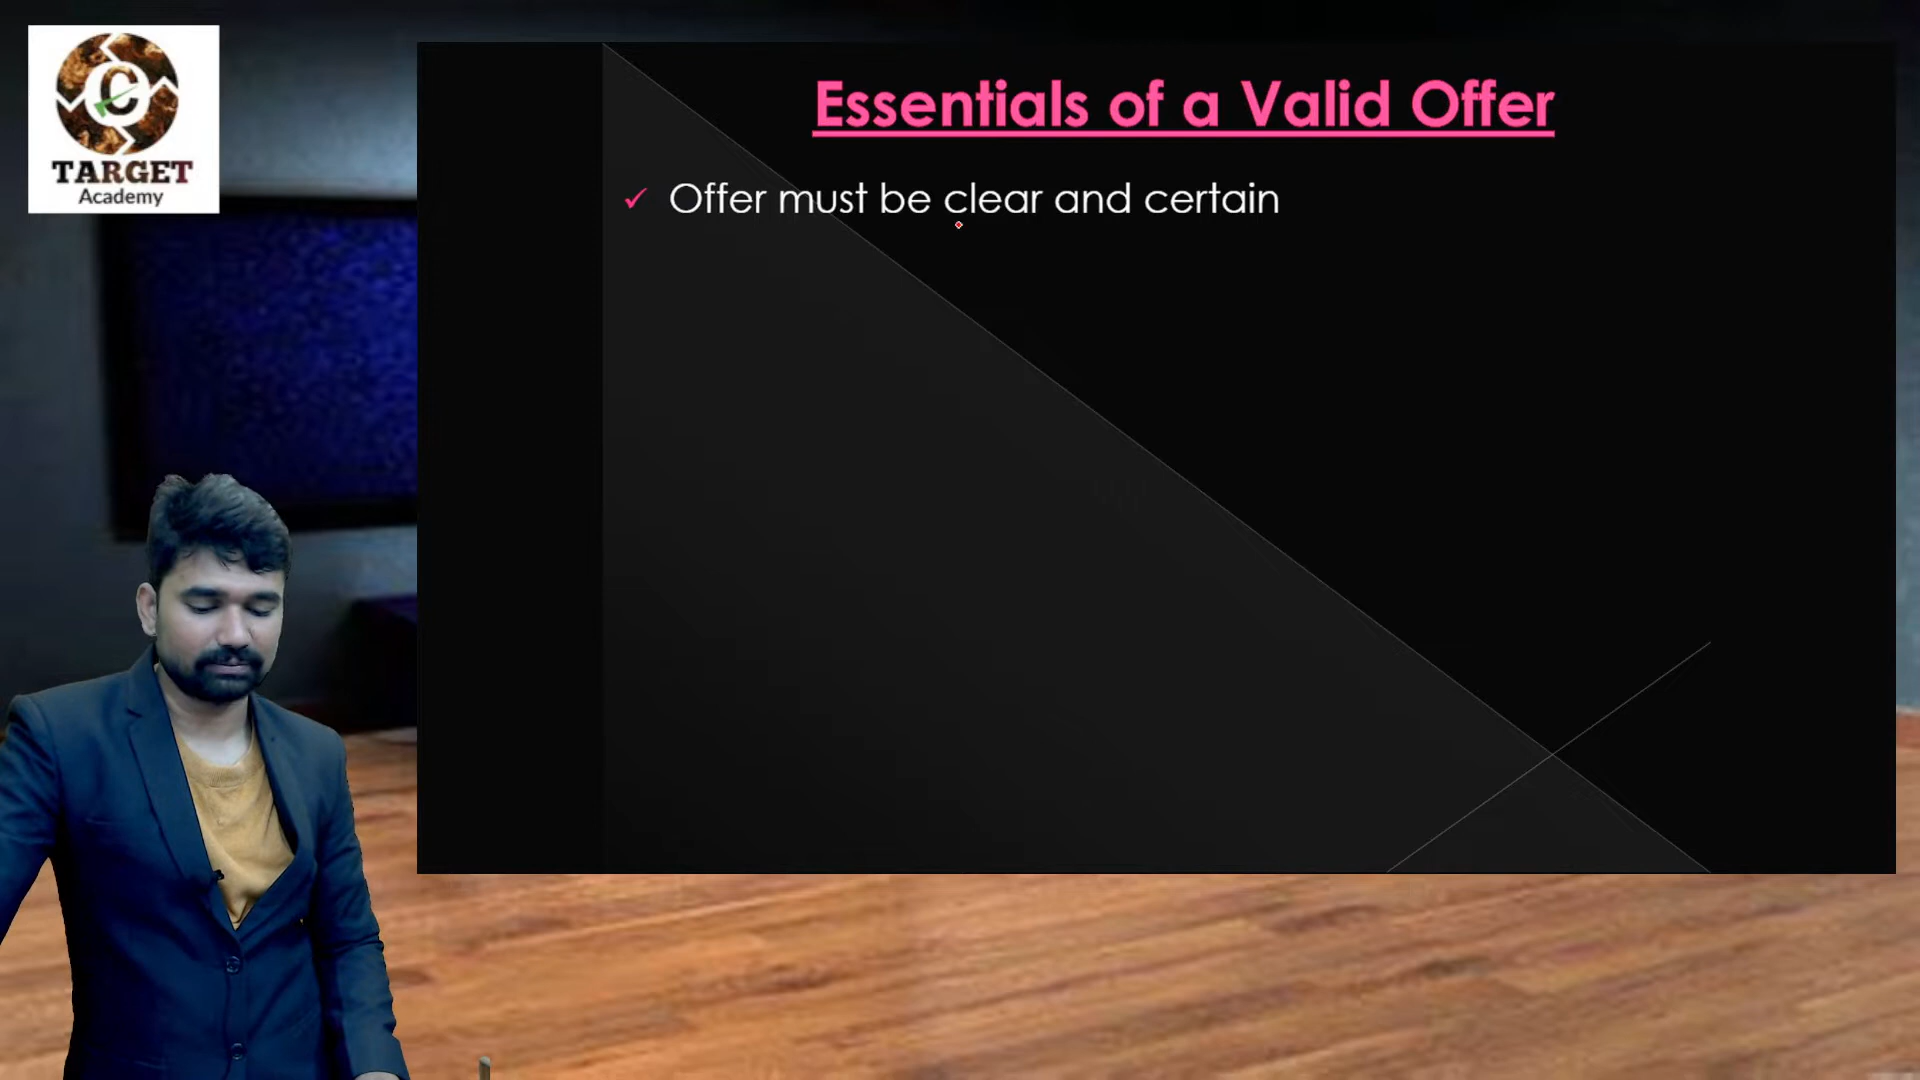 TARGET
Academy
Essentials of a Valid Offer
✓ Offer must be clear and certain